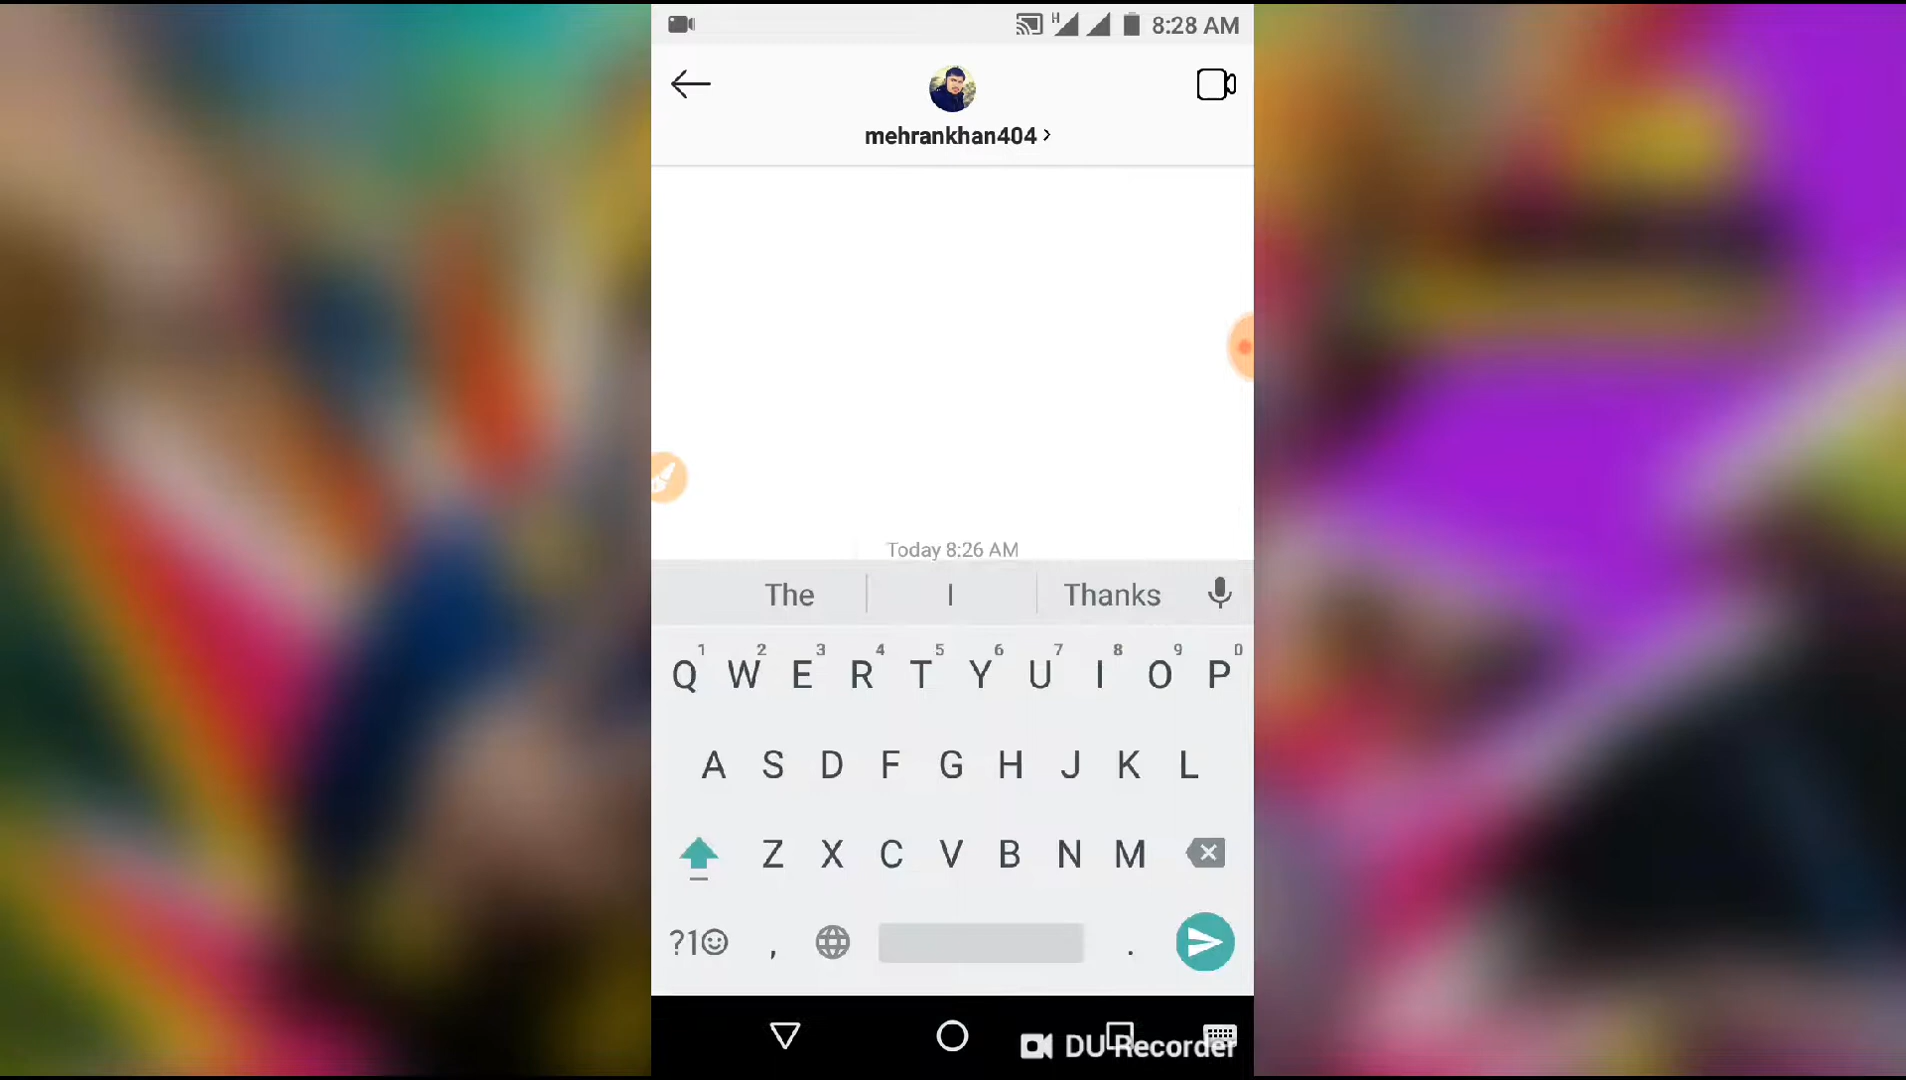 H 8:28 AM
mehrankhan404 >
Today 8:26 AM
The I Thanks
1 2 3 4 5 6 7 8 9 0
Q W E R T Y U I O P
A S D F G H J K L
Z X C V B N M
?1☺ , .
DU Recorder